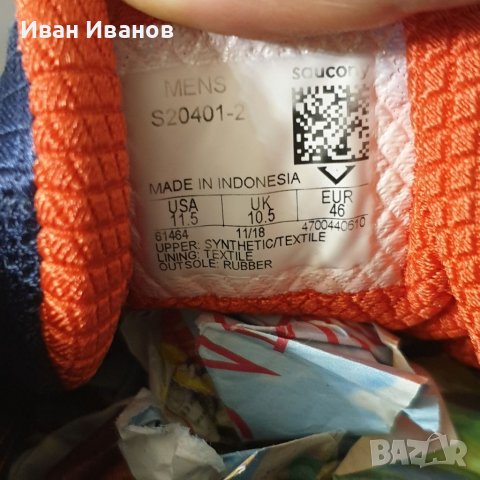 Иван Иванов
MENS
saucony
S20401-2
MADE IN INDONESIA
USA UK EUR
11.5 10.5 46
61464 11/18 4700440610
UPPER: SYNTHETIC/TEXTILE
LINING: TEXTILE
OUTSOLE: RUBBER
BAZAR